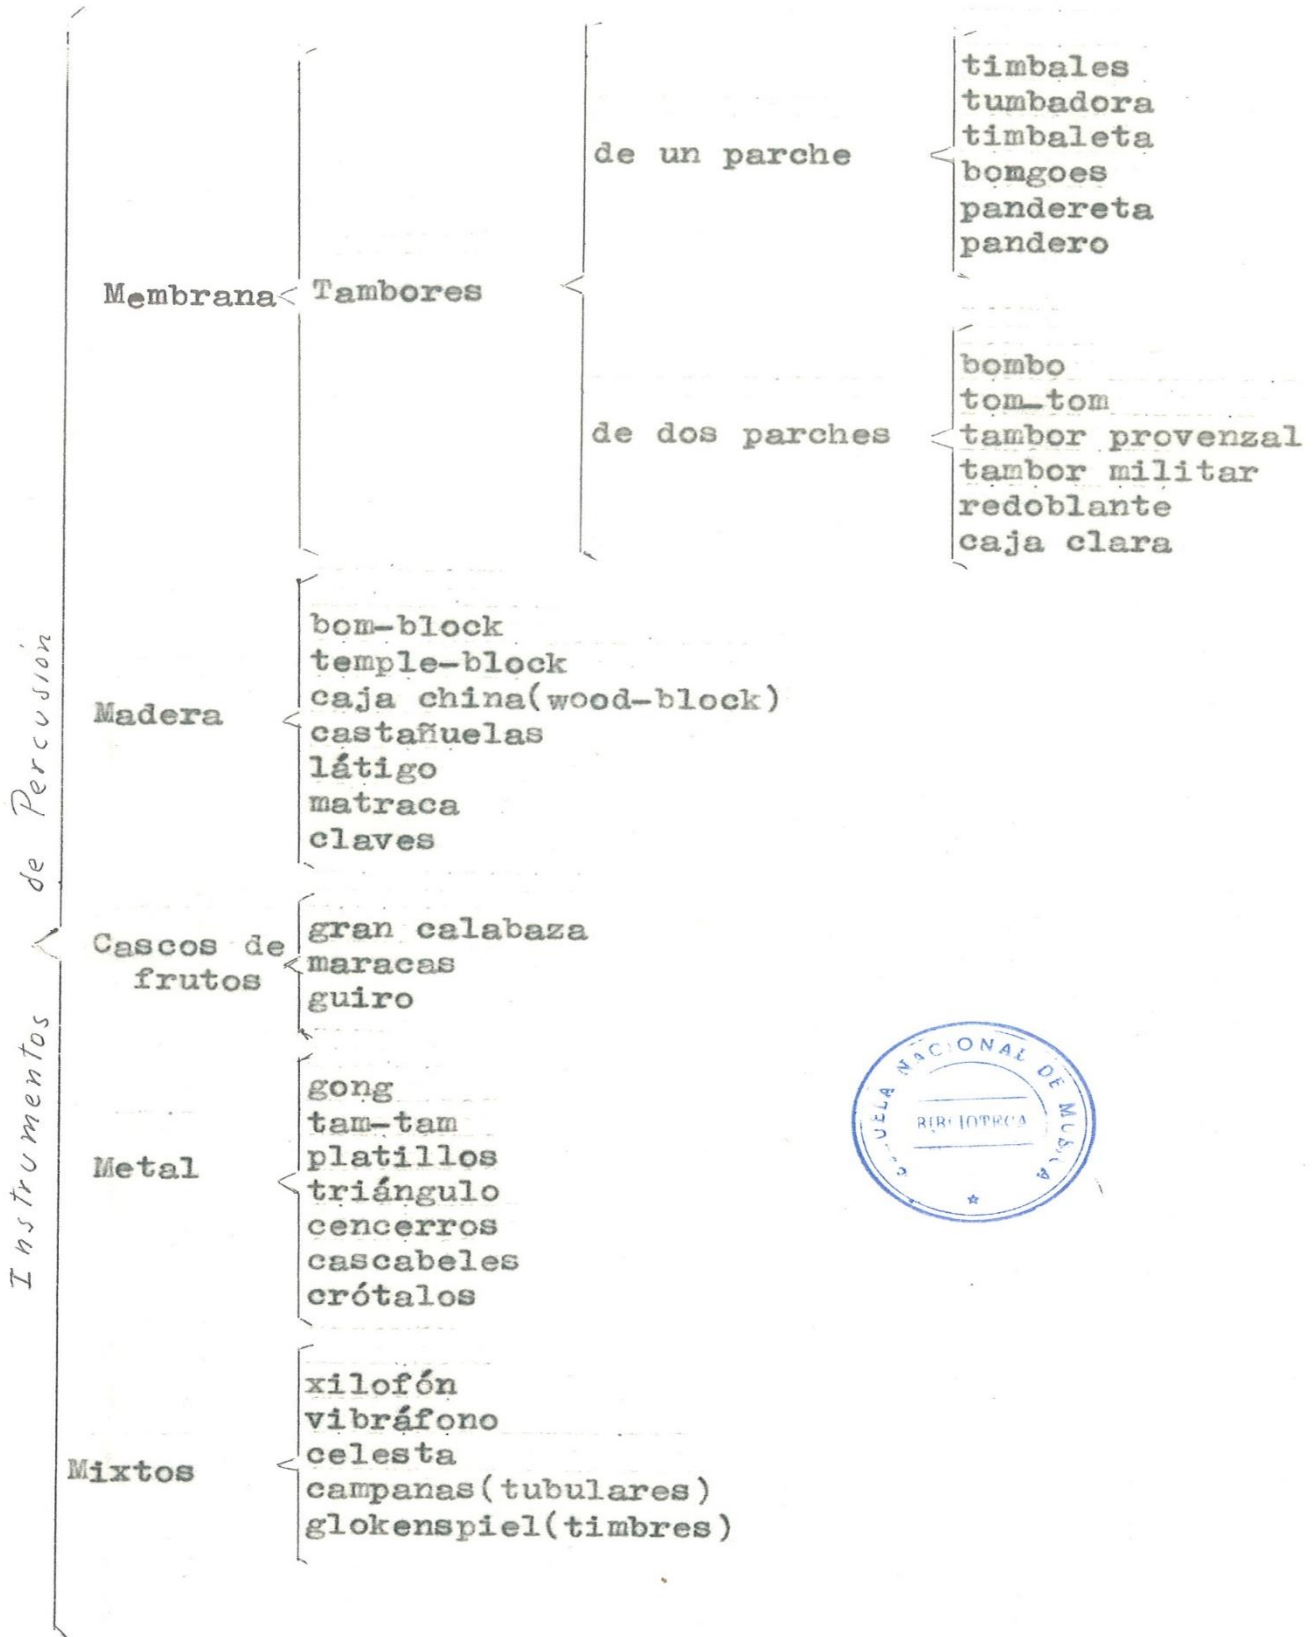 Instrumentos de Percusión
Membrana
Tambores
de un parche
timbales
tumbadora
timbaleta
bomgoes
pandereta
pandero
de dos parches
bombo
tom-tom
tambor provenzal
tambor militar
redoblante
caja clara
Madera
bom-block
temple-block
caja china(wood-block)
castañuelas
látigo
matraca
claves
Cascos de
frutos
gran calabaza
maracas
guiro
Metal
gong
tam-tam
platillos
triángulo
cencerros
cascabeles
crótalos
Mixtos
xilofón
vibráfono
celesta
campanas(tubulares)
glokenspiel(timbres)
NACIONAL DE MUSICA
BIBLIOTECA